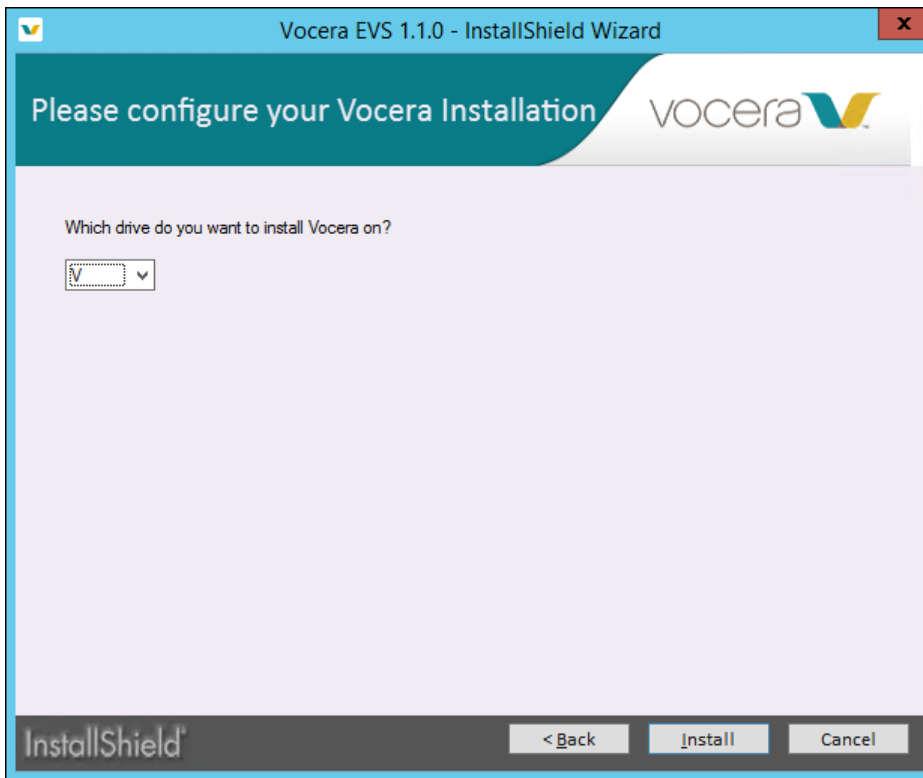 Vocera EVS 1.1.0 - InstallShield Wizard
x
Please configure your Vocera Installation
vocera
Which drive do you want to install Vocera on?
V
InstallShield
< Back Install Cancel